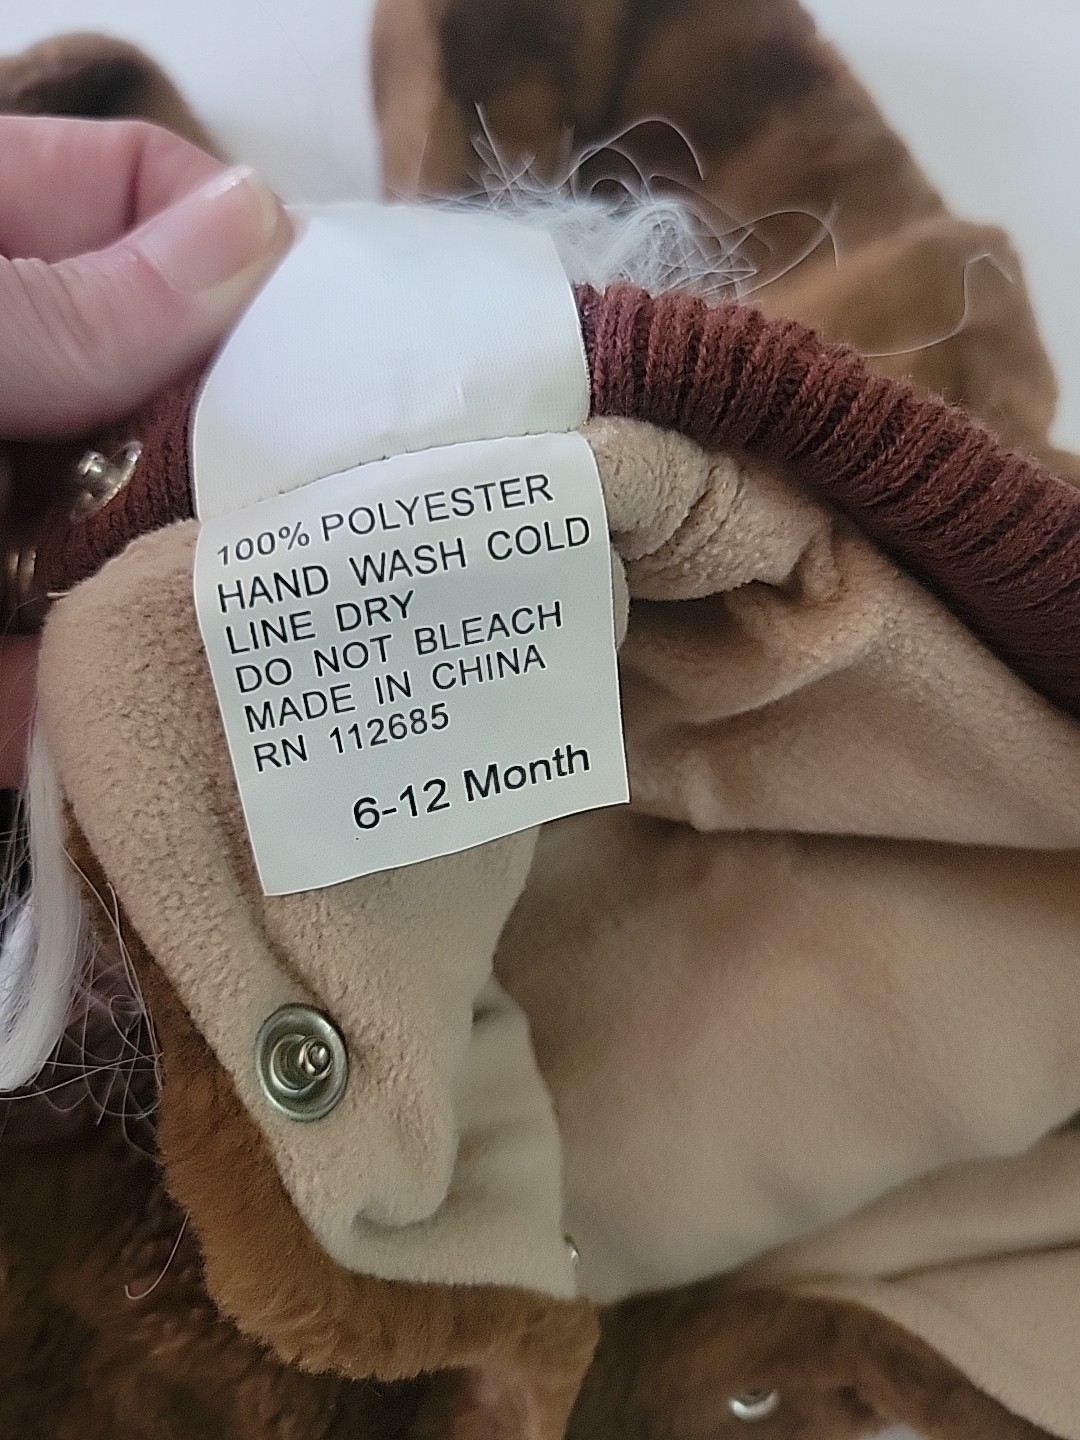 100% POLYESTER
HAND WASH COLD
LINE DRY
DO NOT BLEACH
MADE IN CHINA
RN 112685
6-12 Month